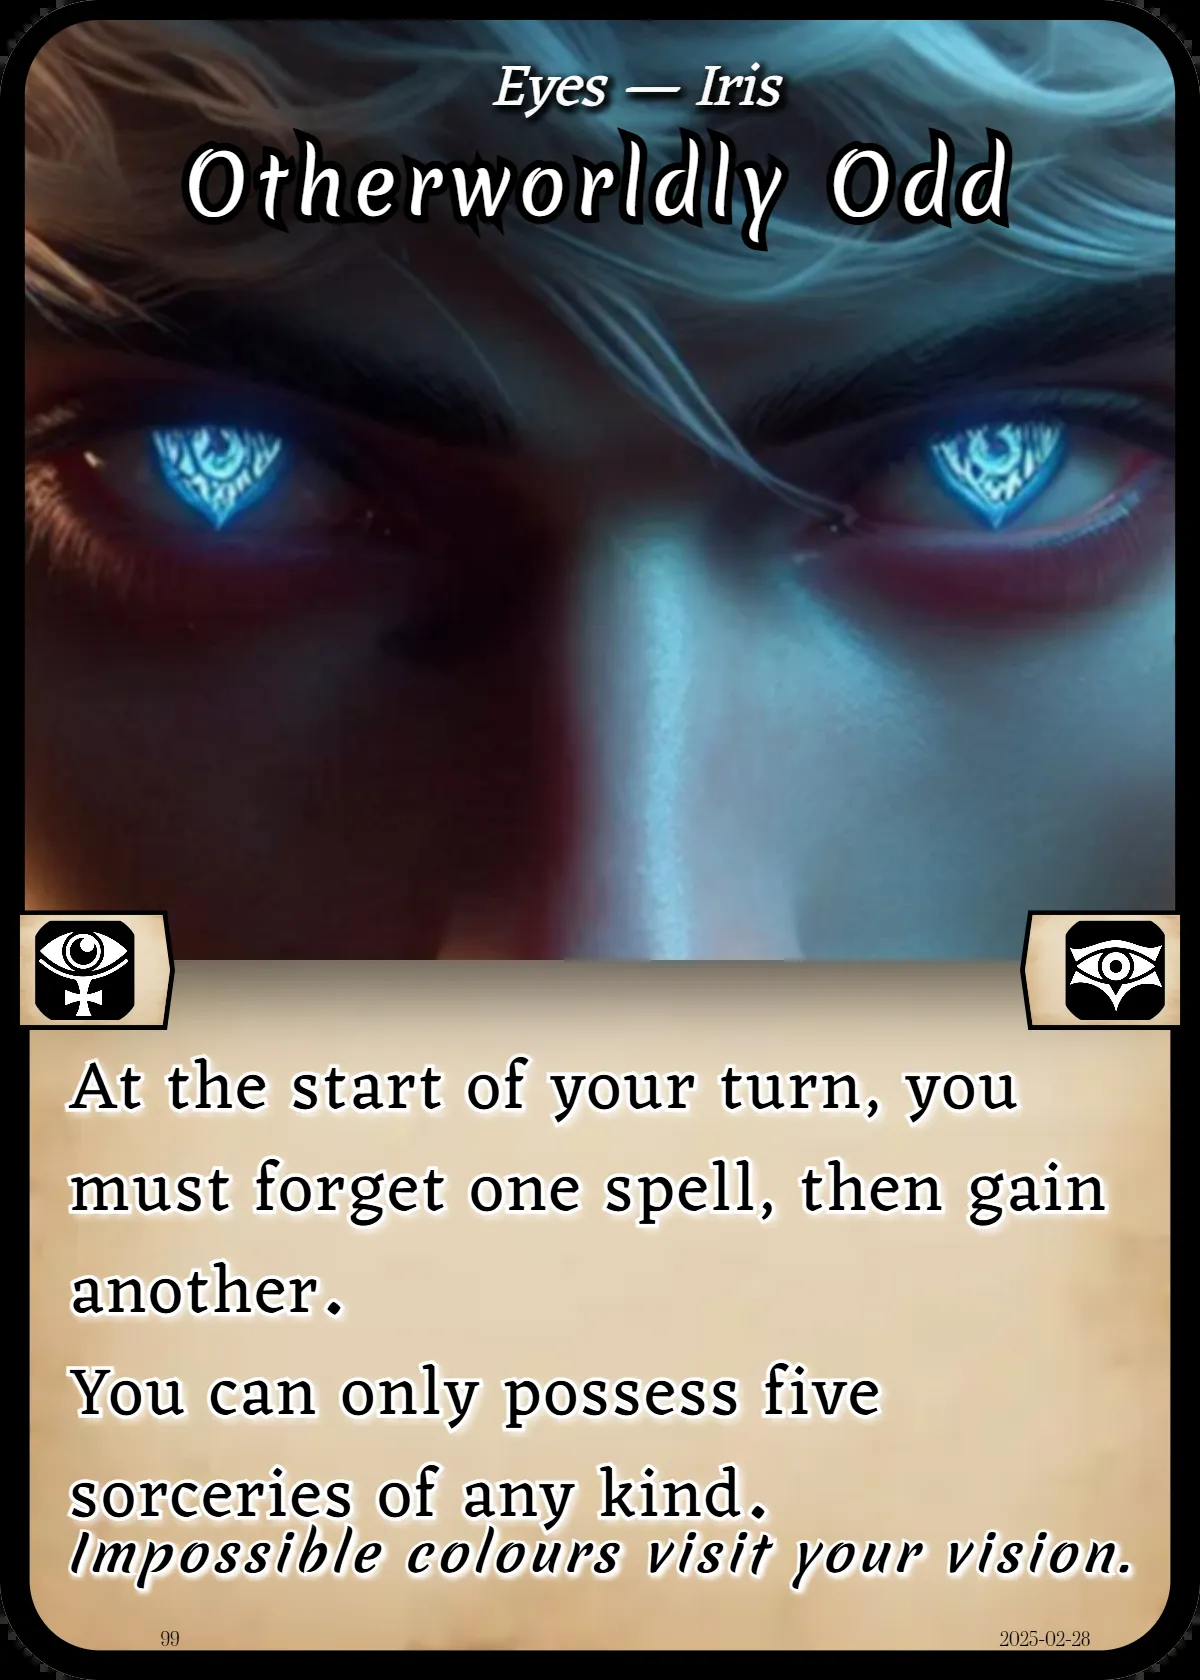 Eyes — Iris
Otherworldly Odd
At the start of your turn, you
must forget one spell, then gain
another.
You can only possess five
sorceries of any kind.
Impossible colours visit your vision.
99
2025-02-28